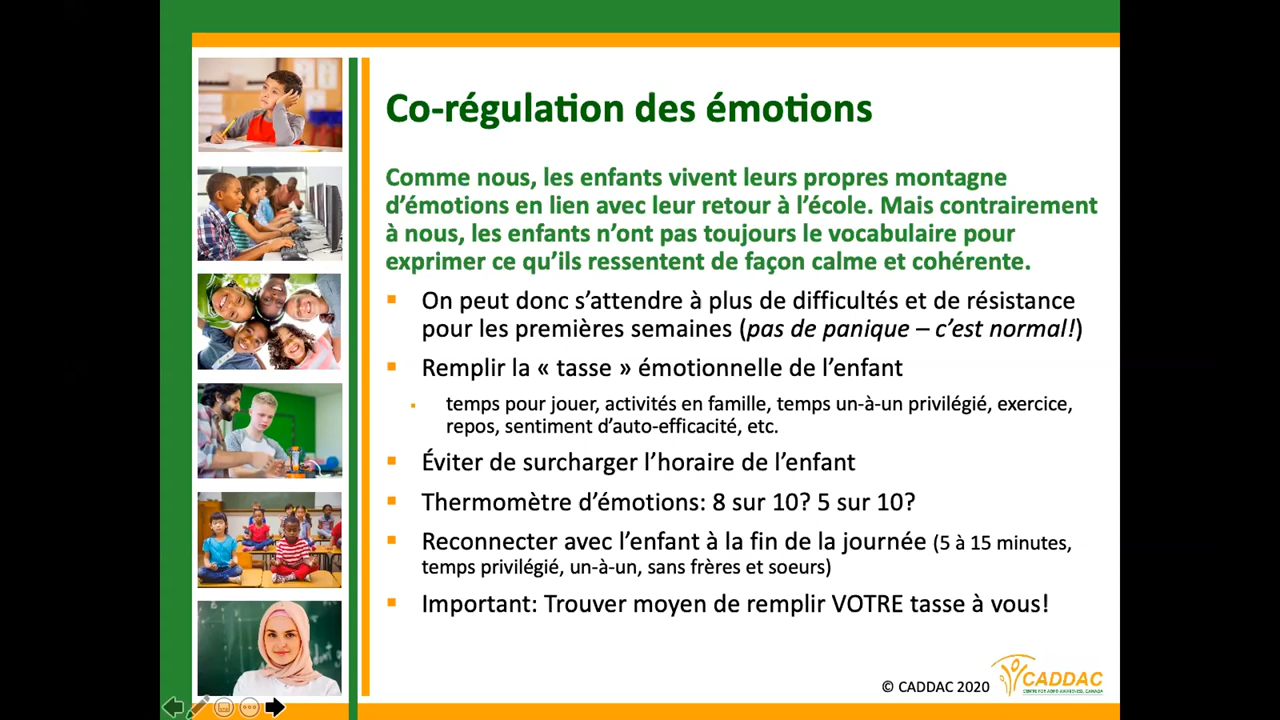 Co-régulation des émotions
Comme nous, les enfants vivent leurs propres montagne
d’émotions en lien avec leur retour à l’école. Mais contrairement
à nous, les enfants n’ont pas toujours le vocabulaire pour
exprimer ce qu’ils ressentent de façon calme et cohérente.
On peut donc s’attendre à plus de difficultés et de résistance
pour les premières semaines (pas de panique – c’est normal!)
Remplir la « tasse » émotionnelle de l’enfant
temps pour jouer, activités en famille, temps un-à-un privilégié, exercice,
repos, sentiment d’auto-efficacité, etc.
Éviter de surcharger l’horaire de l’enfant
Thermomètre d’émotions: 8 sur 10? 5 sur 10?
Reconnecter avec l’enfant à la fin de la journée (5 à 15 minutes,
temps privilégié, un-à-un, sans frères et soeurs)
Important: Trouver moyen de remplir VOTRE tasse à vous!
© CADDAC 2020
CADDAC
CENTRE FOR ADHD AWARENESS, CANADA